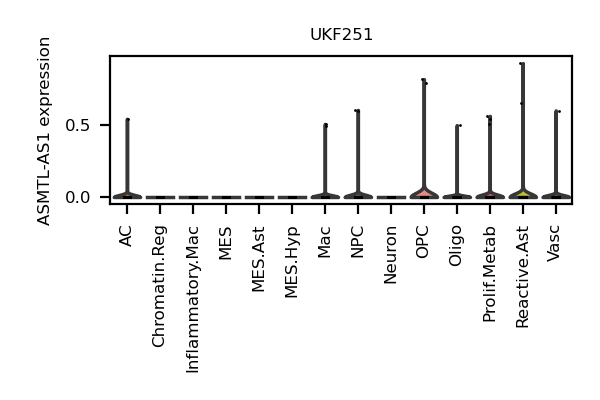 UKF251
ASMTL-AS1 expression
0.5
0.0
AC
Chromatin.Reg
Inflammatory.Mac
MES
MES.Ast
MES.Hyp
Mac
NPC
Neuron
OPC
Oligo
Prolif.Metab
Reactive.Ast
Vasc